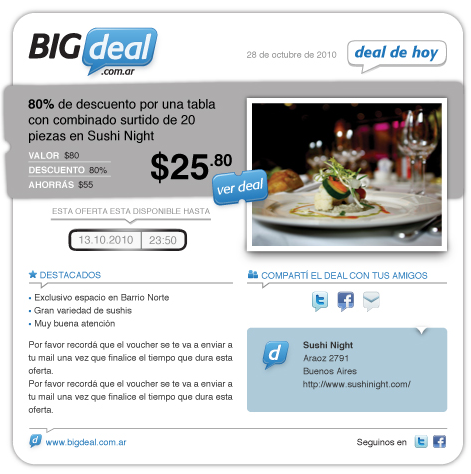 BIG deal
.com.ar
28 de octubre de 2010
deal de hoy
80% de descuento por una tabla
con combinado surtido de 20
piezas en Sushi Night
VALOR $80
DESCUENTO 80%
AHORRÁS $55
$25.80
ver deal
ESTA OFERTA ESTA DISPONIBLE HASTA
13.10.2010 23:50
DESTACADOS
• Exclusivo espacio en Barrio Norte
• Gran variedad de sushis
• Muy buena atención
Por favor recordá que el voucher se te va a enviar a
tu mail una vez que finalice el tiempo que dura esta
oferta.
Por favor recordá que el voucher se te va a enviar a
tu mail una vez que finalice el tiempo que dura esta
oferta.
COMPARTÍ EL DEAL CON TUS AMIGOS
t f
d
Sushi Night
Araoz 2791
Buenos Aires
http://www.sushinight.com/
d www.bigdeal.com.ar
Seguinos en t f